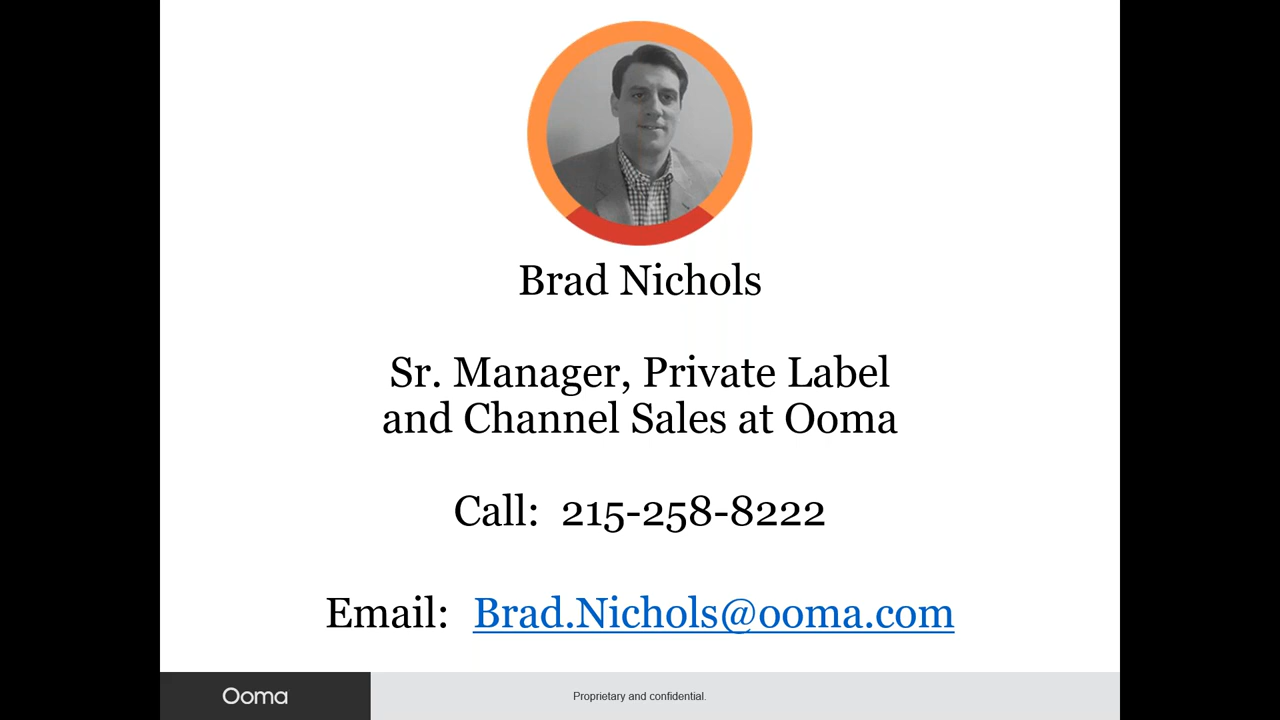 Brad Nichols
Sr. Manager, Private Label
and Channel Sales at Ooma
Call: 215-258-8222
Email: Brad.Nichols@ooma.com
Ooma
Proprietary and confidential.